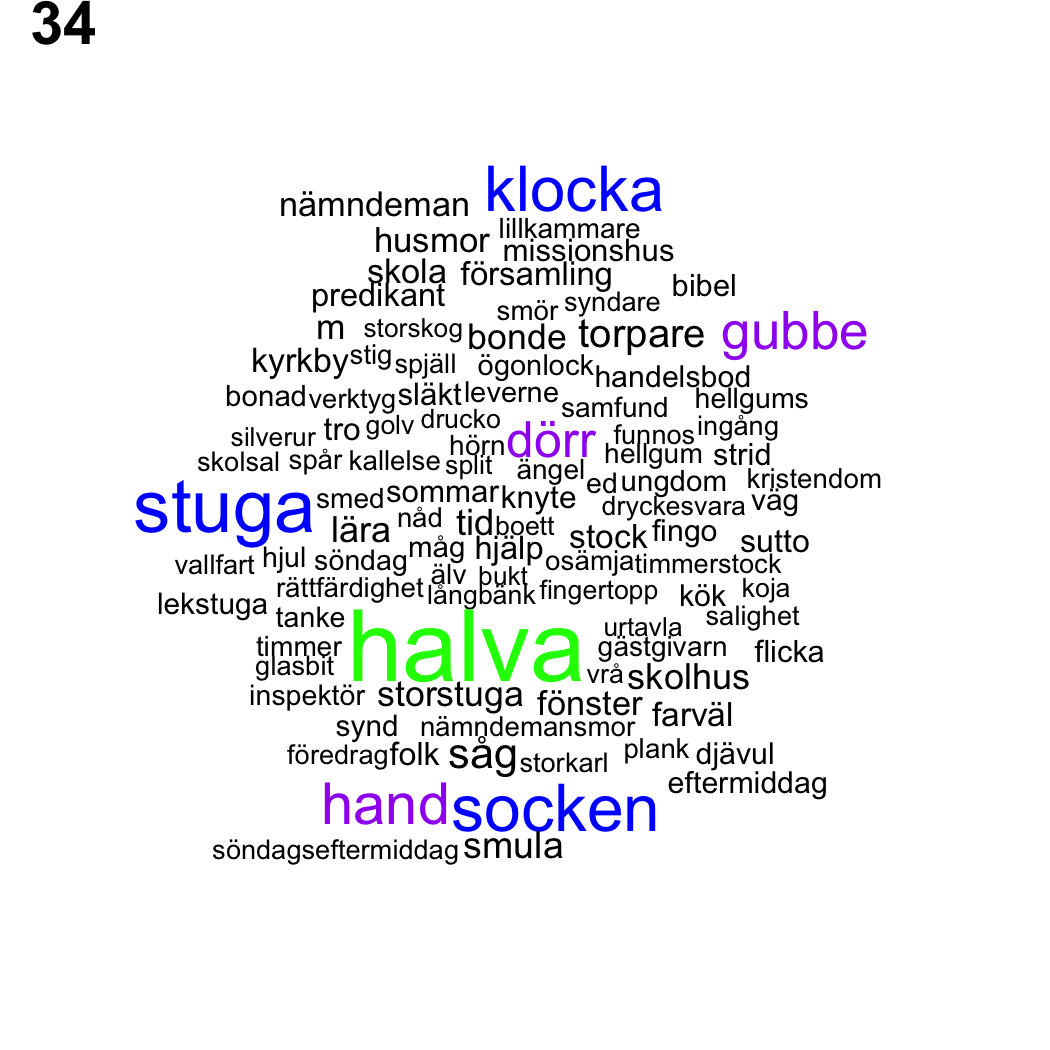 34
klocka
nämndeman
lillkammare
husmor missionshus
skola församling
bibel
predikant
smör syndare
m storskog bonde torpare gubbe
kyrkby stig spjäll ögonlock handelsbod
bonad verktyg släkt leverne samfund hellgums
silverur tro golv drucko hörn dörr funnos ingång
skolsal spår kallelse split ängel hellgum strid
stuga smed sommar knyte ed ungdom kristendom
dryckesvara väg
lära nåd tid boett stock fingo sutto
vallfart hjul söndag måg hjälp osämja timmerstock
rättfärdighet älv bukt
långbänk fingertopp kök koja
lekstuga tanke halva urtavla salighet
timmer gästgivarn flicka
glasbit vrå skolhus
inspektör storstuga fönster farväl
synd nämndemansmor
föredrag folk såg storkarl plank djävul
eftermiddag
hand socken
söndagseftermiddag smula